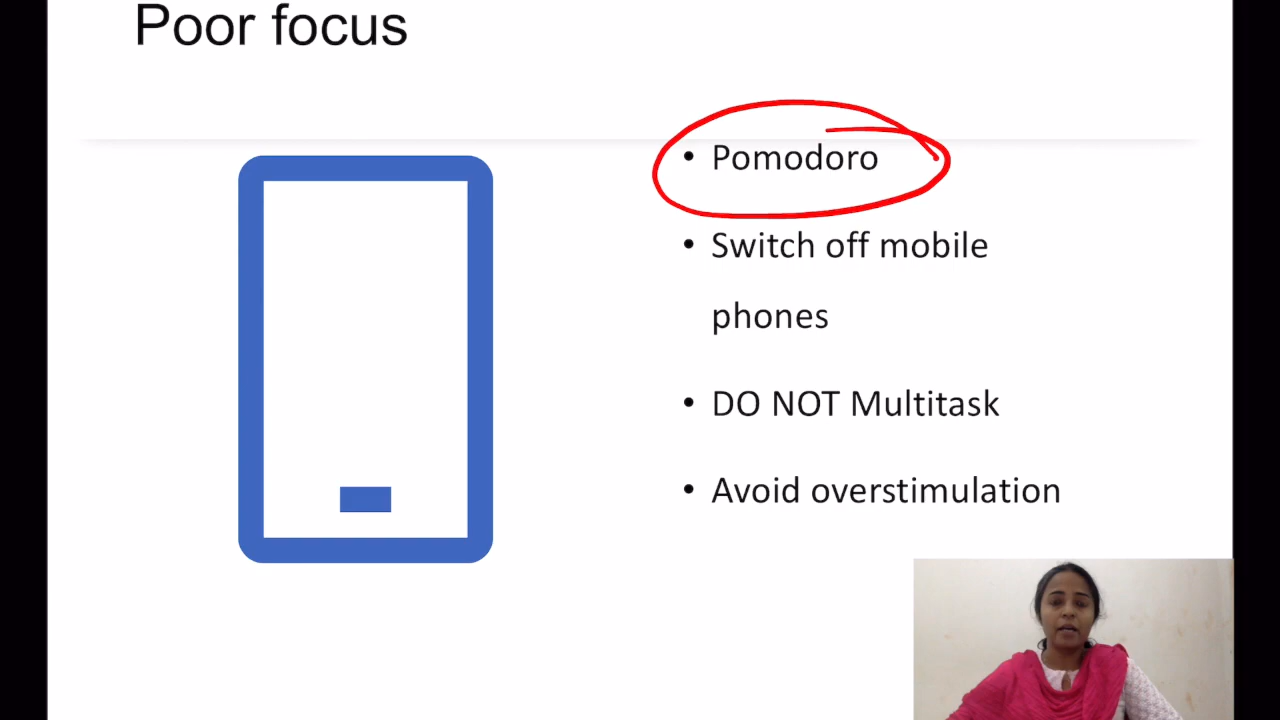 Poor focus
• Pomodoro
• Switch off mobile
phones
• DO NOT Multitask
• Avoid overstimulation